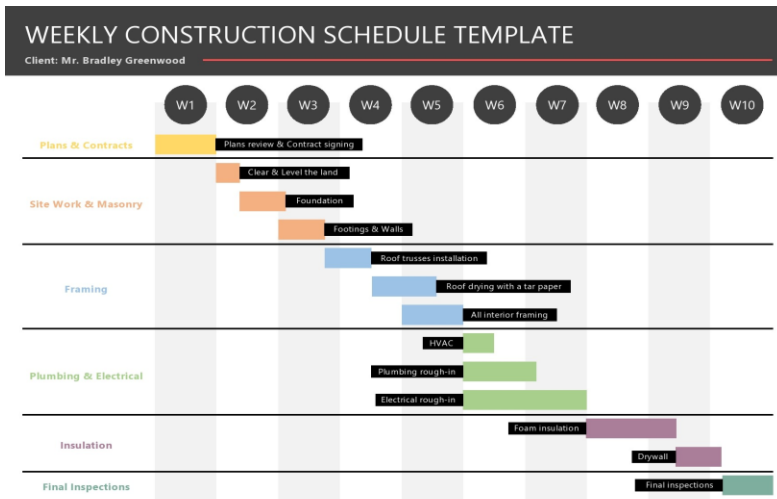 WEEKLY CONSTRUCTION SCHEDULE TEMPLATE
Client: Mr. Bradley Greenwood
W1 W2 W3 W4 W5 W6 W7 W8 W9 W10
Plans & Contracts
Plans review & Contract signing
Clear & Level the land
Site Work & Masonry
Foundation
Footings & Walls
Roof trusses installation
Framing
Roof drying with a tar paper
All interior framing
HVAC
Plumbing & Electrical
Plumbing rough-in
Electrical rough-in
Foam insulation
Insulation
Drywall
Final Inspections
Final inspections